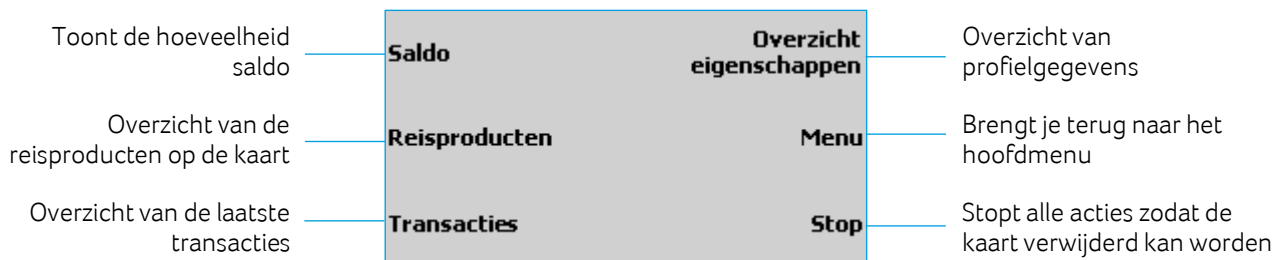 Toont de hoeveelheid
saldo
Saldo
Overzicht
eigenschappen
Overzicht van
profielgegevens
Overzicht van de
reisproducten op de kaart
Reisproducten
Menu
Brengt je terug naar het
hoofdmenu
Overzicht van de laatste
transacties
Transacties
Stop
Stopt alle acties zodat de
kaart verwijderd kan worden